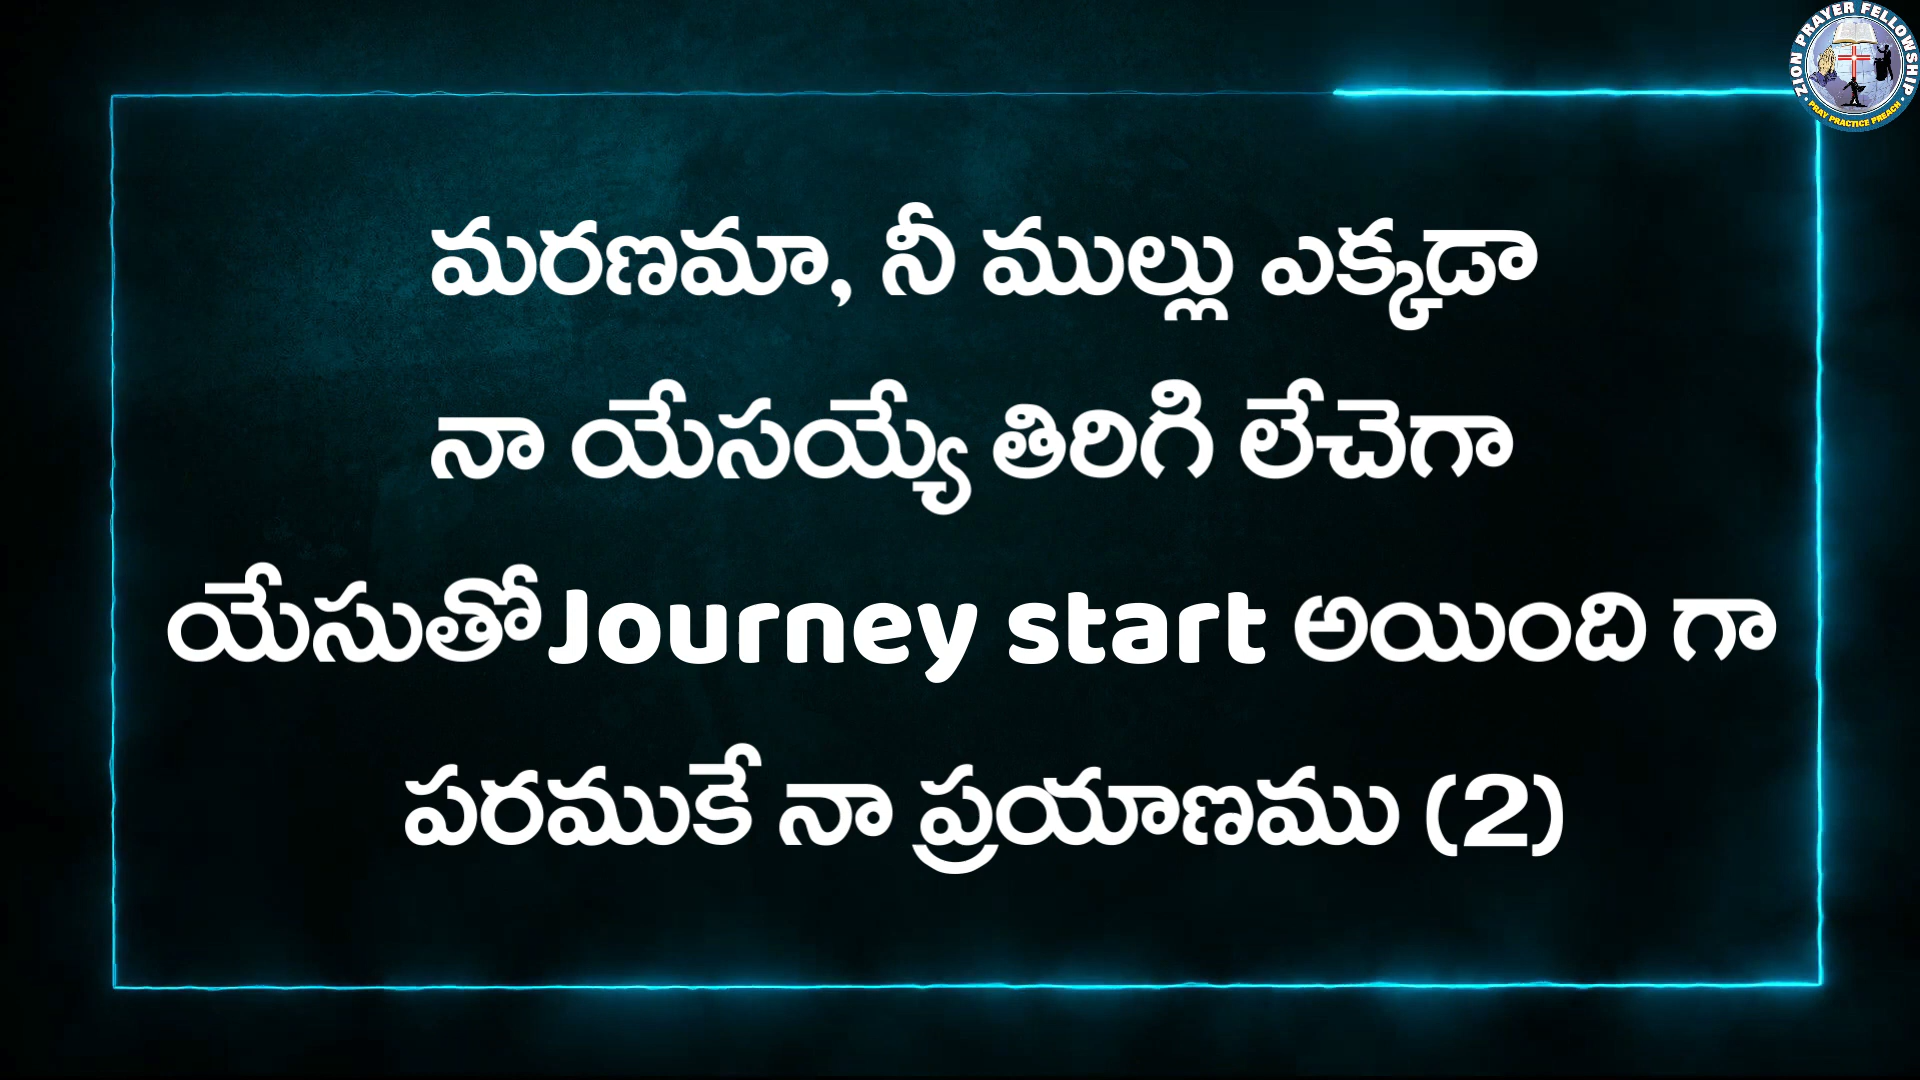 ZION PRAYER FELLOWSHIP
• PRAY PRACTICE PREACH •
మరణమా, నీ ముల్లు ఎక్కడా
నా యేసయ్యే తిరిగి లేచెగా
యేసుతో Journey start అయింది గా
పరముకే నా ప్రయాణము (2)